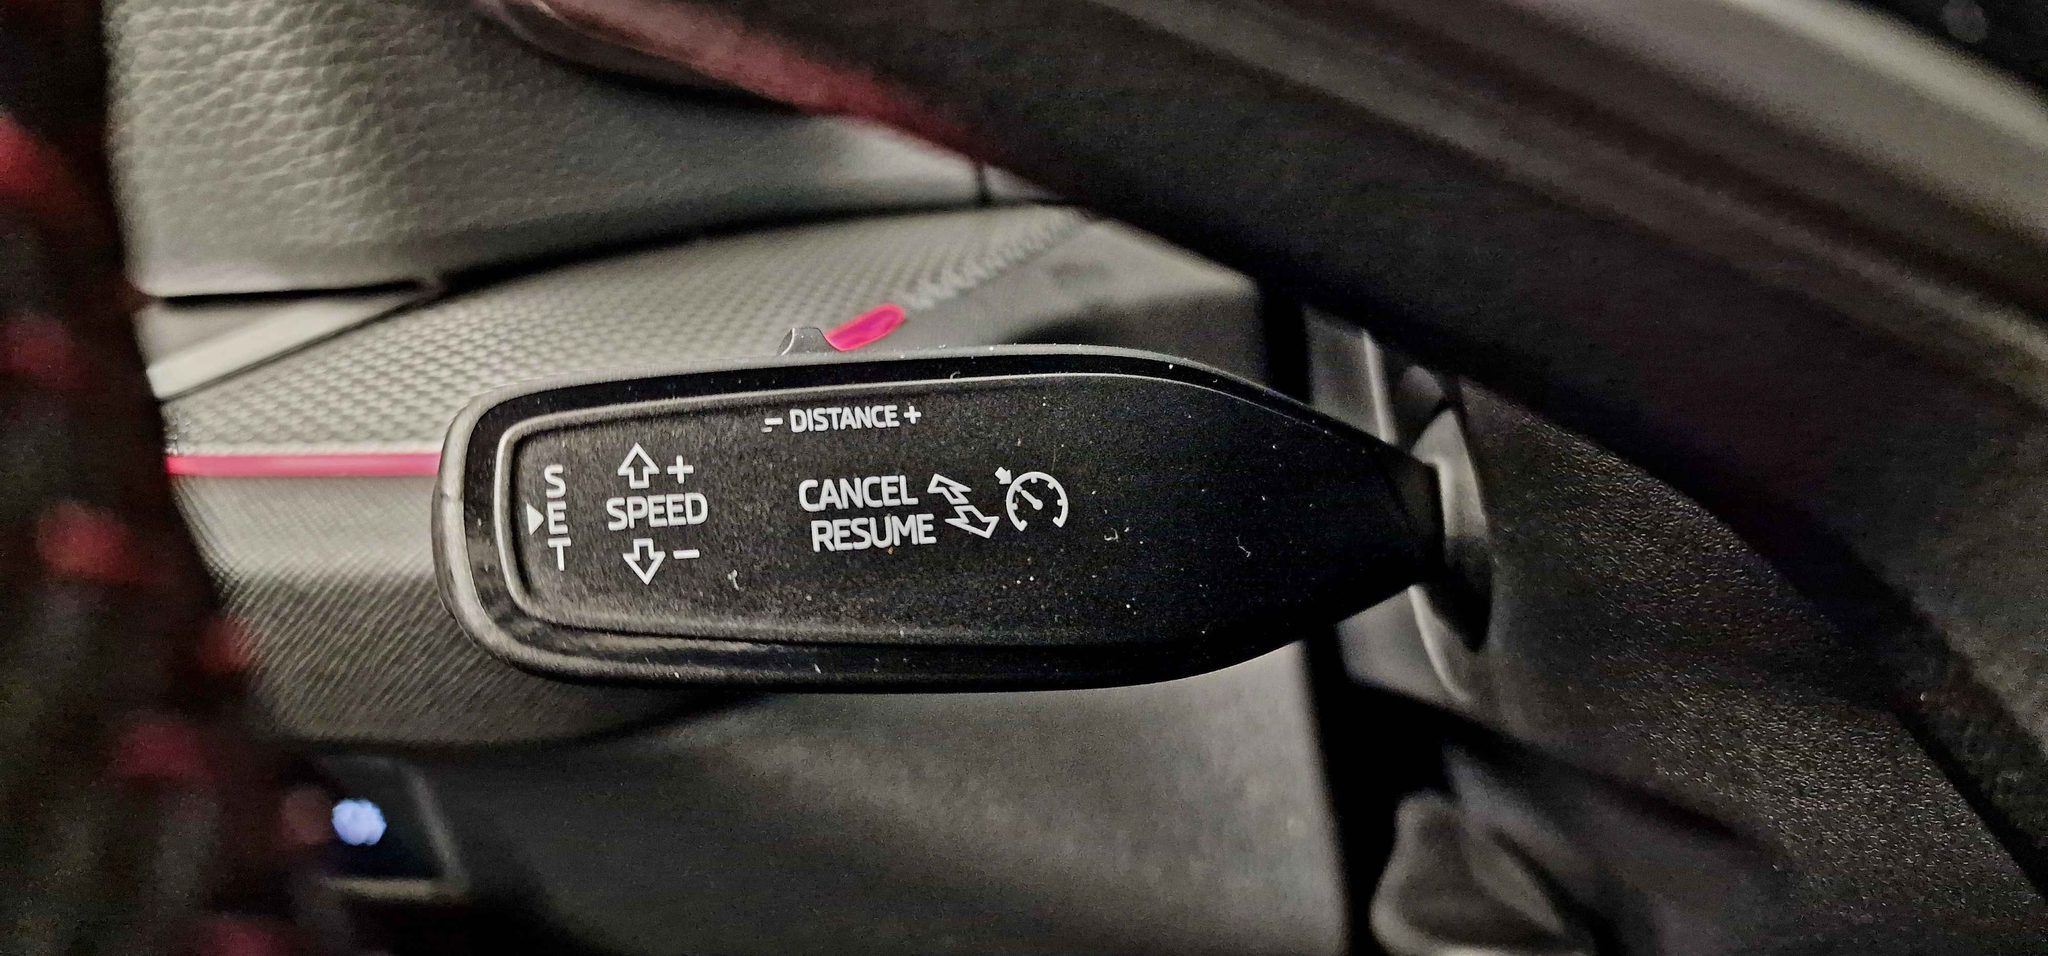 - DISTANCE +
SET
+
SPEED
-
CANCEL
RESUME